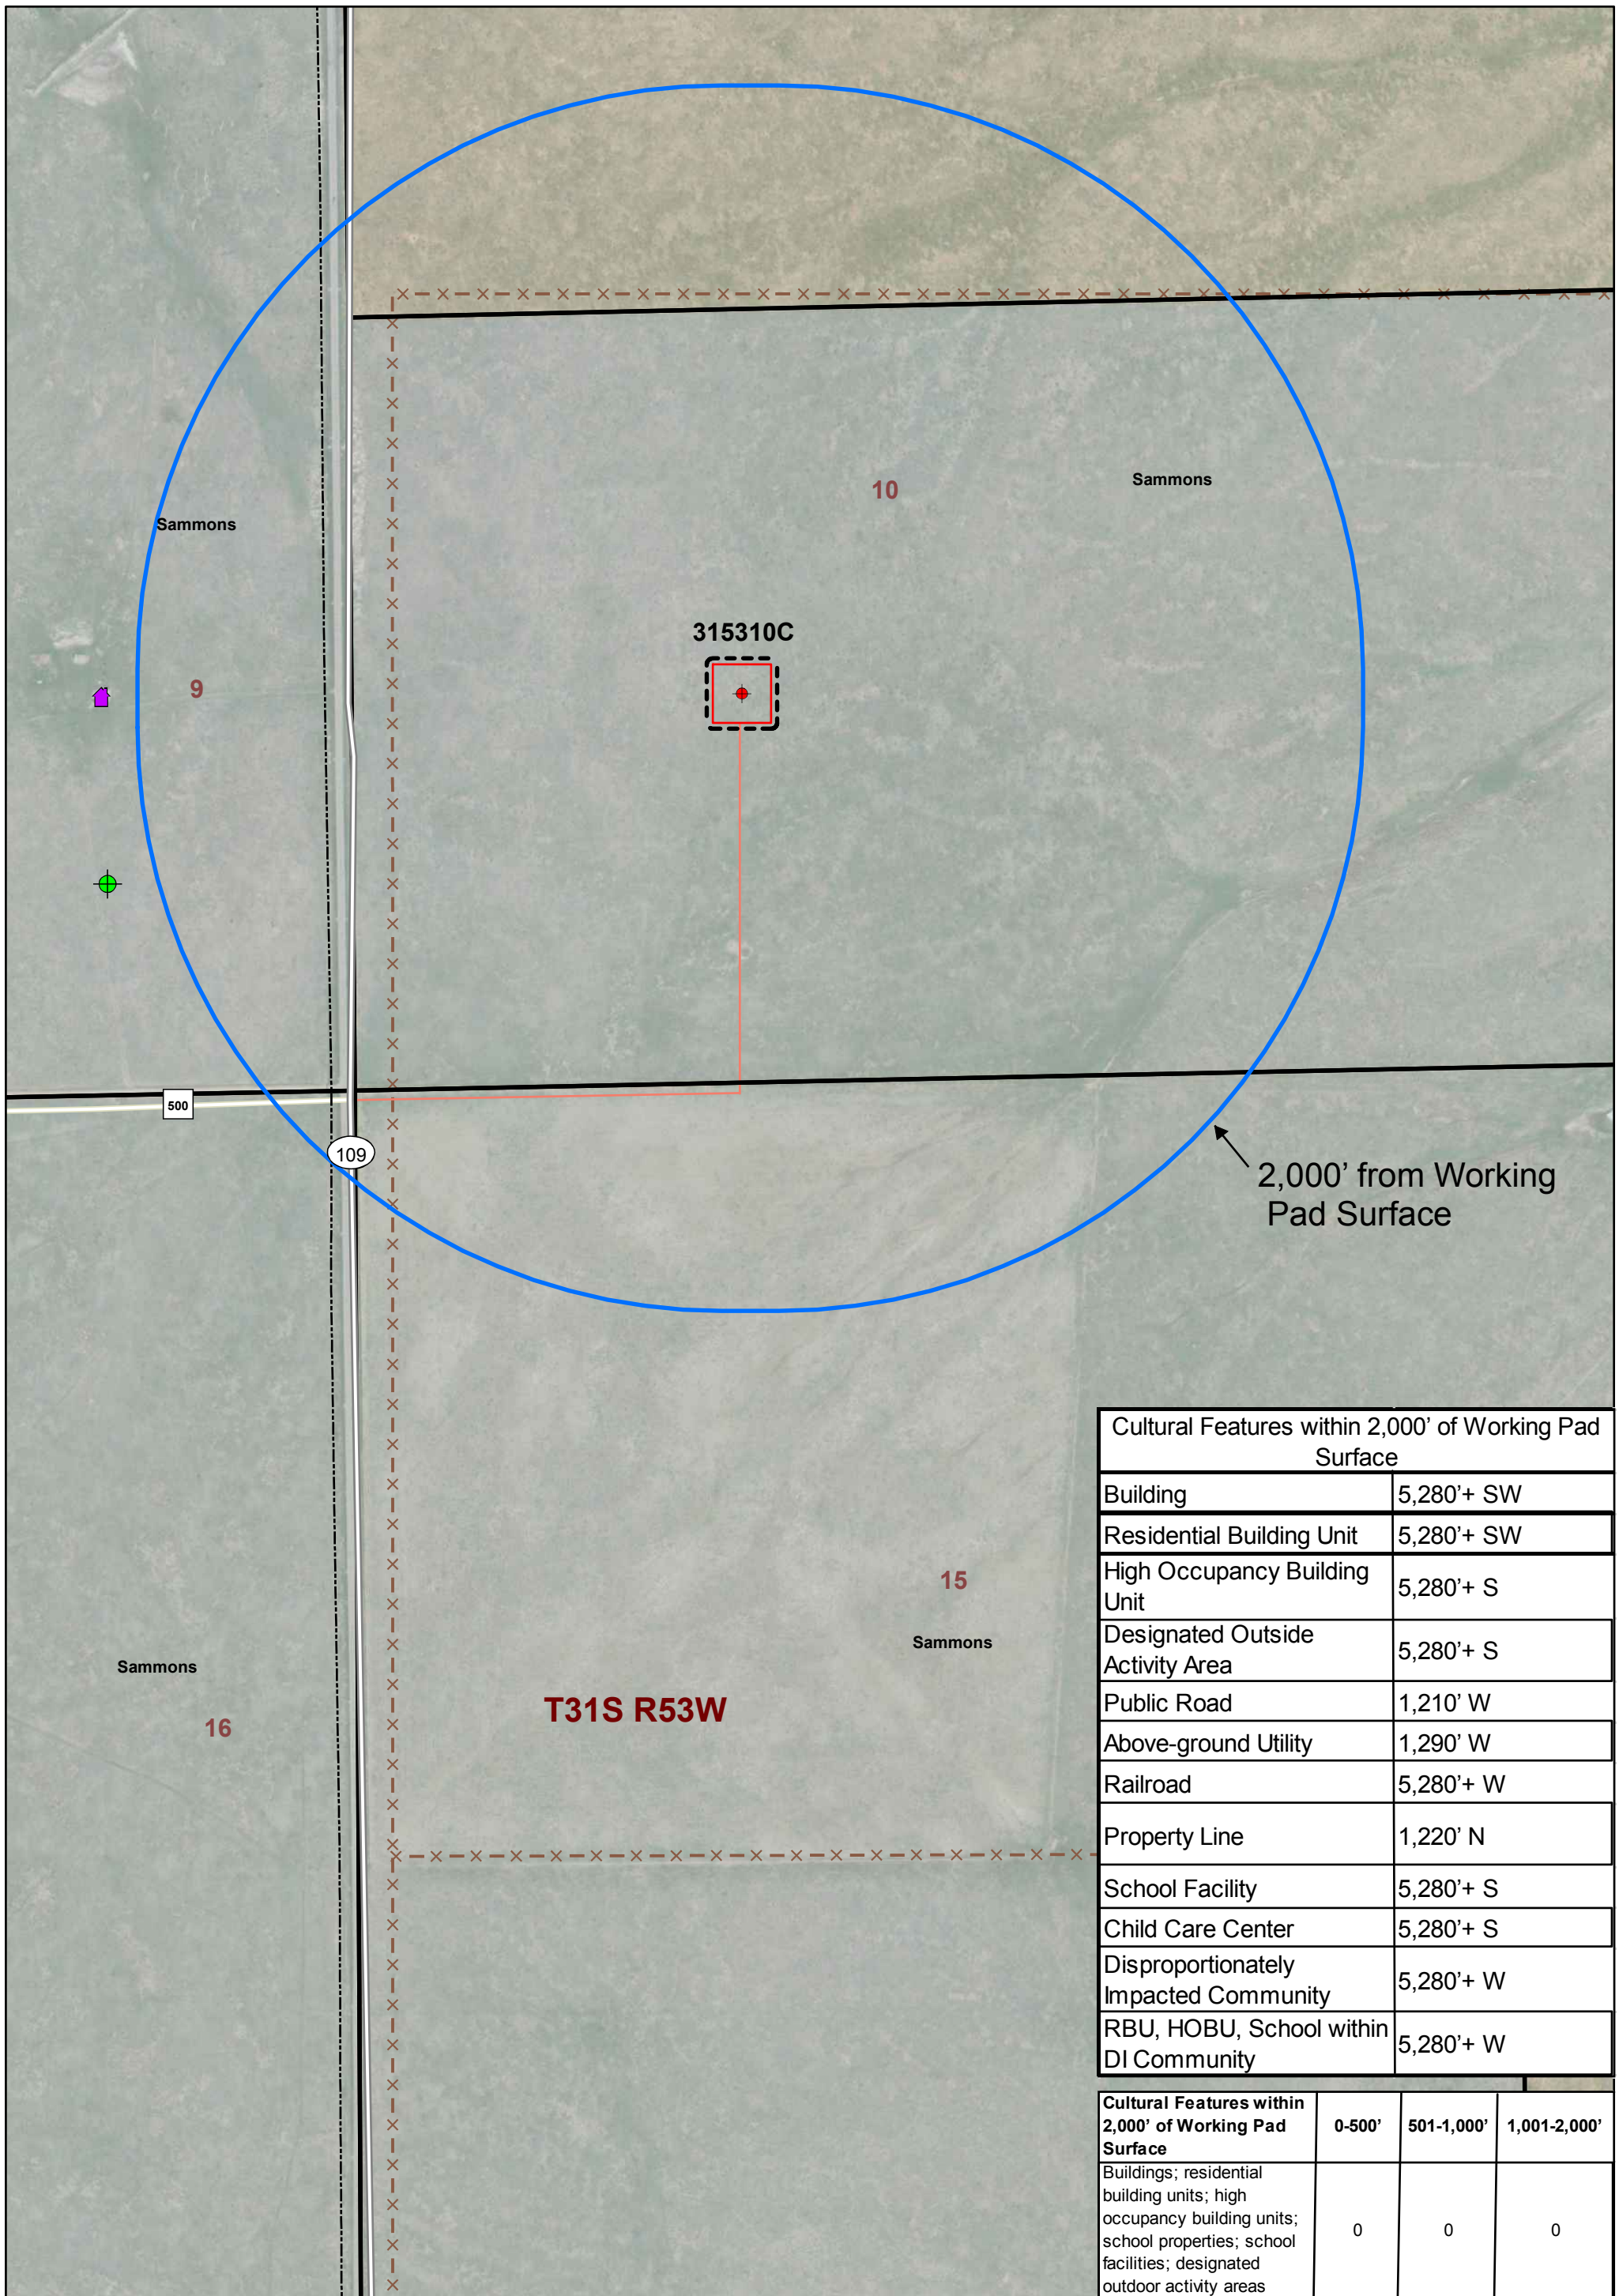 Sammons
10
Sammons
315310C
9
500
109
2,000’ from Working
Pad Surface
15
Sammons
Sammons
T31S R53W
16
Cultural Features within 2,000’ of Working Pad
Surface
Building 5,280’+ SW
Residential Building Unit 5,280’+ SW
High Occupancy Building
Unit 5,280’+ S
Designated Outside
Activity Area 5,280’+ S
Public Road 1,210’ W
Above-ground Utility 1,290’ W
Railroad 5,280’+ W
Property Line 1,220’ N
School Facility 5,280’+ S
Child Care Center 5,280’+ S
Disproportionately
Impacted Community 5,280’+ W
RBU, HOBU, School within
DI Community 5,280’+ W
Cultural Features within
2,000’ of Working Pad
Surface 0-500’ 501-1,000’ 1,001-2,000’
Buildings; residential
building units; high
occupancy building units;
school properties; school
facilities; designated
outdoor activity areas 0 0 0